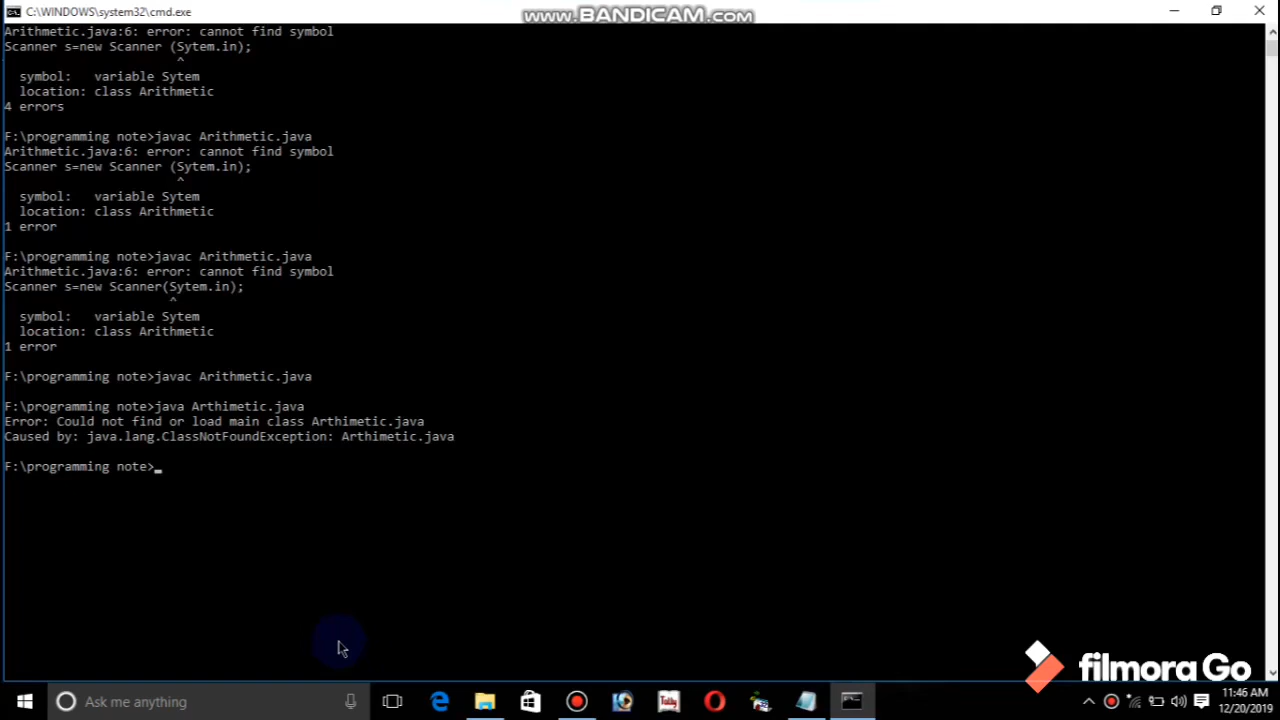 C:\WINDOWS\system32\cmd.exe
www.BANDICAM.com
Arithmetic.java:6: error: cannot find symbol
Scanner s=new Scanner (Sytem.in);
^
symbol:   variable Sytem
location: class Arithmetic
4 errors
F:\programming note>javac Arithmetic.java
Arithmetic.java:6: error: cannot find symbol
Scanner s=new Scanner (Sytem.in);
^
symbol:   variable Sytem
location: class Arithmetic
1 error
F:\programming note>javac Arithmetic.java
Arithmetic.java:6: error: cannot find symbol
Scanner s=new Scanner(Sytem.in);
^
symbol:   variable Sytem
location: class Arithmetic
1 error
F:\programming note>javac Arithmetic.java
F:\programming note>java Arthimetic.java
Error: Could not find or load main class Arthimetic.java
Caused by: java.lang.ClassNotFoundException: Arthimetic.java
F:\programming note>_
filmora Go
Ask me anything
Tally
11:46 AM
12/20/2019